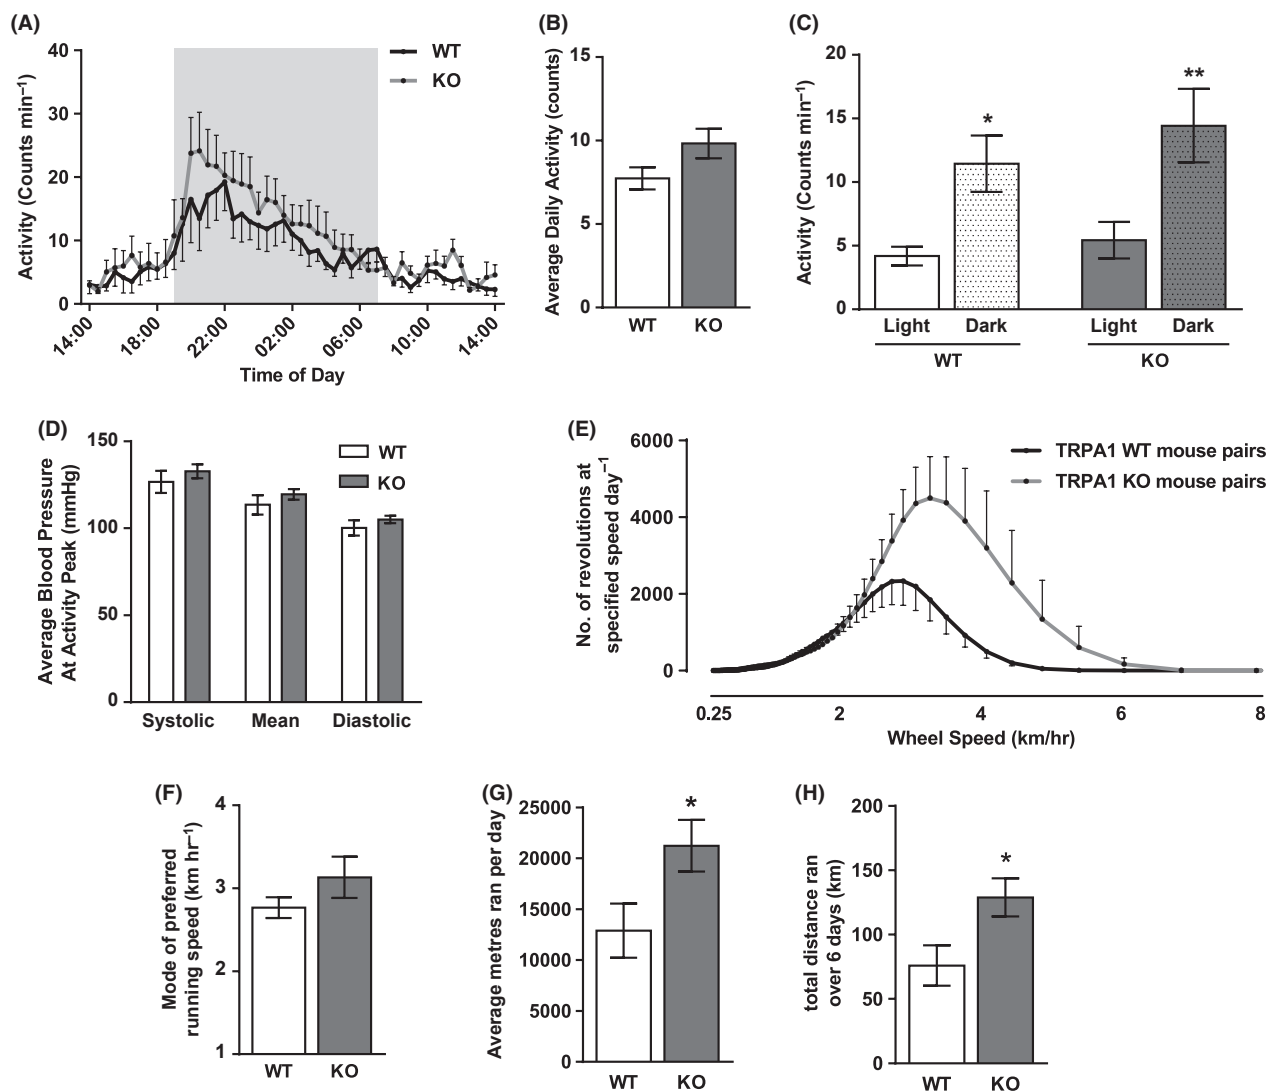 (A)
Activity (Counts min⁻¹)
40
30
20
10
0
14:00
18:00
22:00
02:00
06:00
10:00
14:00
Time of Day
WT
KO
(B)
Average Daily Activity (counts)
15
10
5
0
WT
KO
(C)
Activity (Counts min⁻¹)
20
15
10
5
0
*
**
Light
Dark
Light
Dark
WT
KO
(D)
Average Blood Pressure
At Activity Peak (mmHg)
150
100
50
0
WT
KO
Systolic
Mean
Diastolic
(E)
No. of revolutions at
specified speed day⁻¹
6000
4000
2000
0
TRPA1 WT mouse pairs
TRPA1 KO mouse pairs
0.25
2
4
6
8
Wheel Speed (km/hr)
(F)
Mode of preferred
running speed (km hr⁻¹)
4
3
2
1
WT
KO
(G)
Average metres ran per day
25000
20000
15000
10000
5000
0
*
WT
KO
(H)
total distance ran
over 6 days (km)
200
150
100
50
0
*
WT
KO